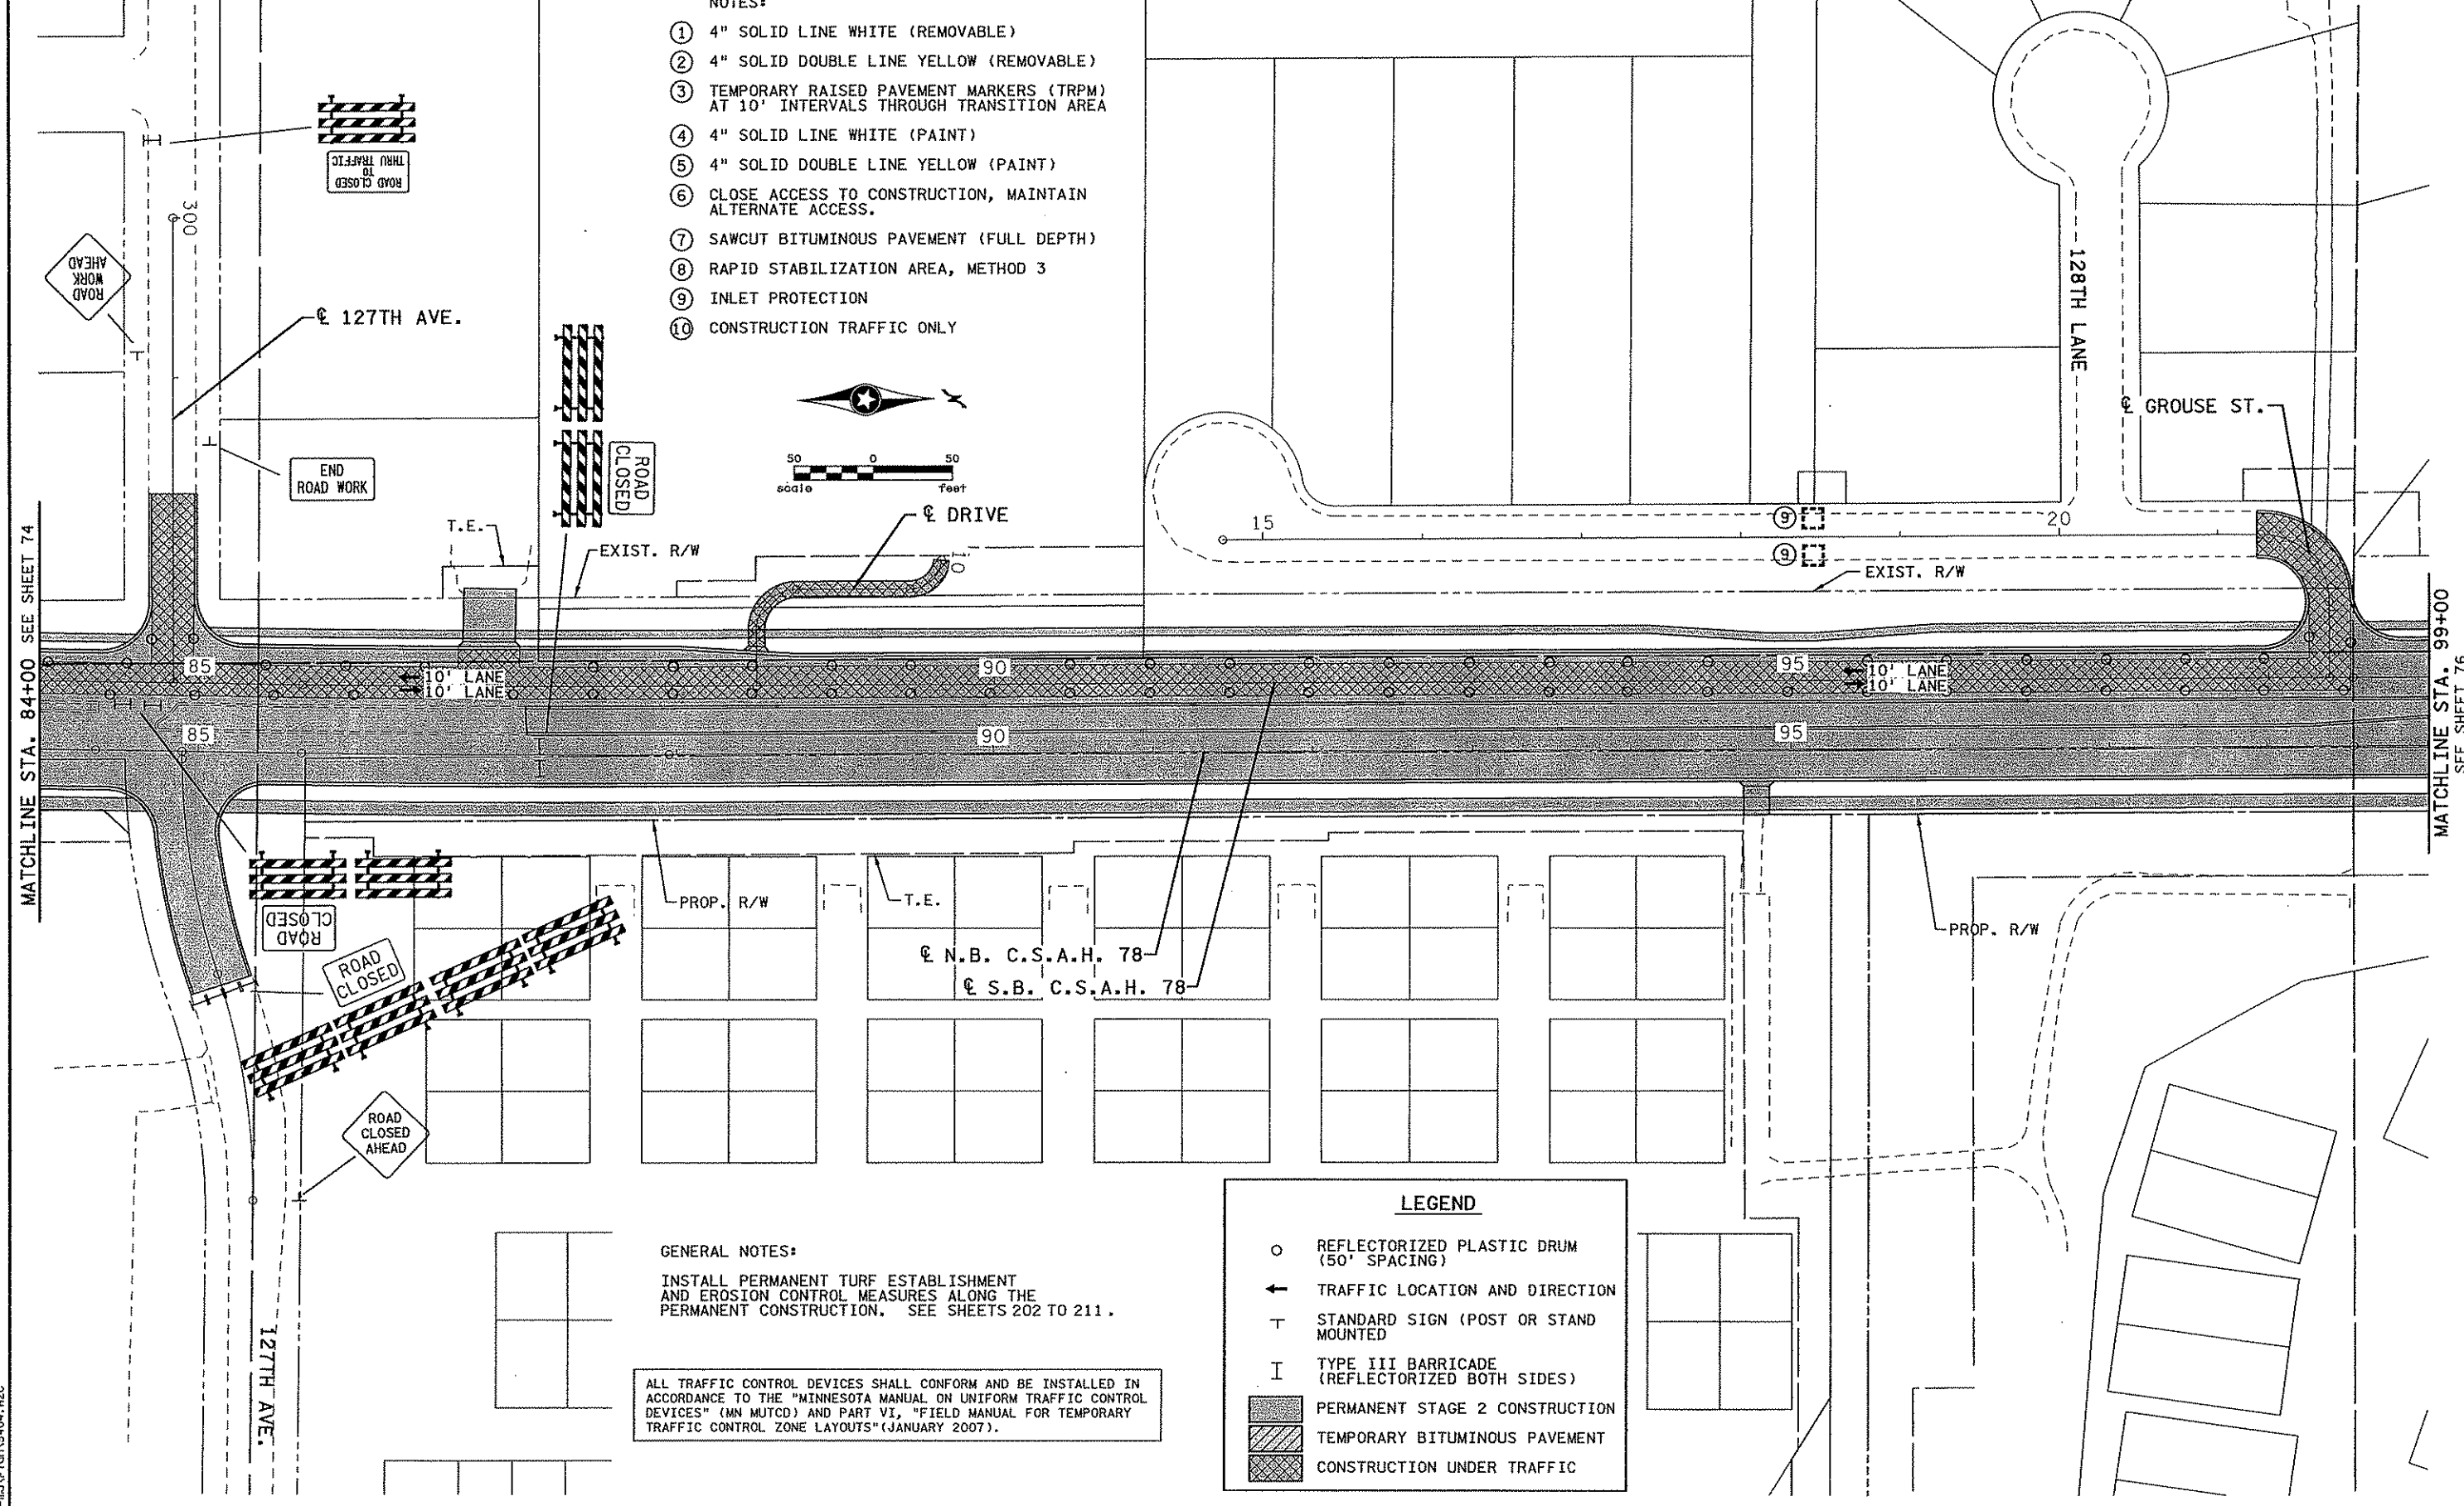 NOTES:
① 4" SOLID LINE WHITE (REMOVABLE)
② 4" SOLID DOUBLE LINE YELLOW (REMOVABLE)
③ TEMPORARY RAISED PAVEMENT MARKERS (TRPM)
AT 10' INTERVALS THROUGH TRANSITION AREA
④ 4" SOLID LINE WHITE (PAINT)
⑤ 4" SOLID DOUBLE LINE YELLOW (PAINT)
⑥ CLOSE ACCESS TO CONSTRUCTION, MAINTAIN
ALTERNATE ACCESS.
⑦ SAWCUT BITUMINOUS PAVEMENT (FULL DEPTH)
⑧ RAPID STABILIZATION AREA, METHOD 3
⑨ INLET PROTECTION
⑩ CONSTRUCTION TRAFFIC ONLY
ROAD CLOSED
TO
THRU TRAFFIC
300
ROAD
WORK
AHEAD
℄ 127TH AVE.
END
ROAD WORK
ROAD
CLOSED
50 0 50
scale feet
128TH LANE
℄ GROUSE ST.
℄ DRIVE
T.E.
EXIST. R/W
10
15
20
⑨
⑨
EXIST. R/W
MATCHLINE STA. 84+00 SEE SHEET 74
MATCHLINE STA. 99+00
SEE SHEET 76
85
90
95
10' LANE
10' LANE
10' LANE
10' LANE
85
90
95
ROAD
CLOSED
ROAD
CLOSED
PROP. R/W
T.E.
PROP. R/W
℄ N.B. C.S.A.H. 78
℄ S.B. C.S.A.H. 78
ROAD
CLOSED
AHEAD
127TH AVE.
GENERAL NOTES:
INSTALL PERMANENT TURF ESTABLISHMENT
AND EROSION CONTROL MEASURES ALONG THE
PERMANENT CONSTRUCTION. SEE SHEETS 202 TO 211.
ALL TRAFFIC CONTROL DEVICES SHALL CONFORM AND BE INSTALLED IN
ACCORDANCE TO THE "MINNESOTA MANUAL ON UNIFORM TRAFFIC CONTROL
DEVICES" (MN MUTCD) AND PART VI, "FIELD MANUAL FOR TEMPORARY
TRAFFIC CONTROL ZONE LAYOUTS"(JANUARY 2007).
LEGEND
REFLECTORIZED PLASTIC DRUM
(50' SPACING)
TRAFFIC LOCATION AND DIRECTION
STANDARD SIGN (POST OR STAND
MOUNTED
TYPE III BARRICADE
(REFLECTORIZED BOTH SIDES)
PERMANENT STAGE 2 CONSTRUCTION
TEMPORARY BITUMINOUS PAVEMENT
CONSTRUCTION UNDER TRAFFIC